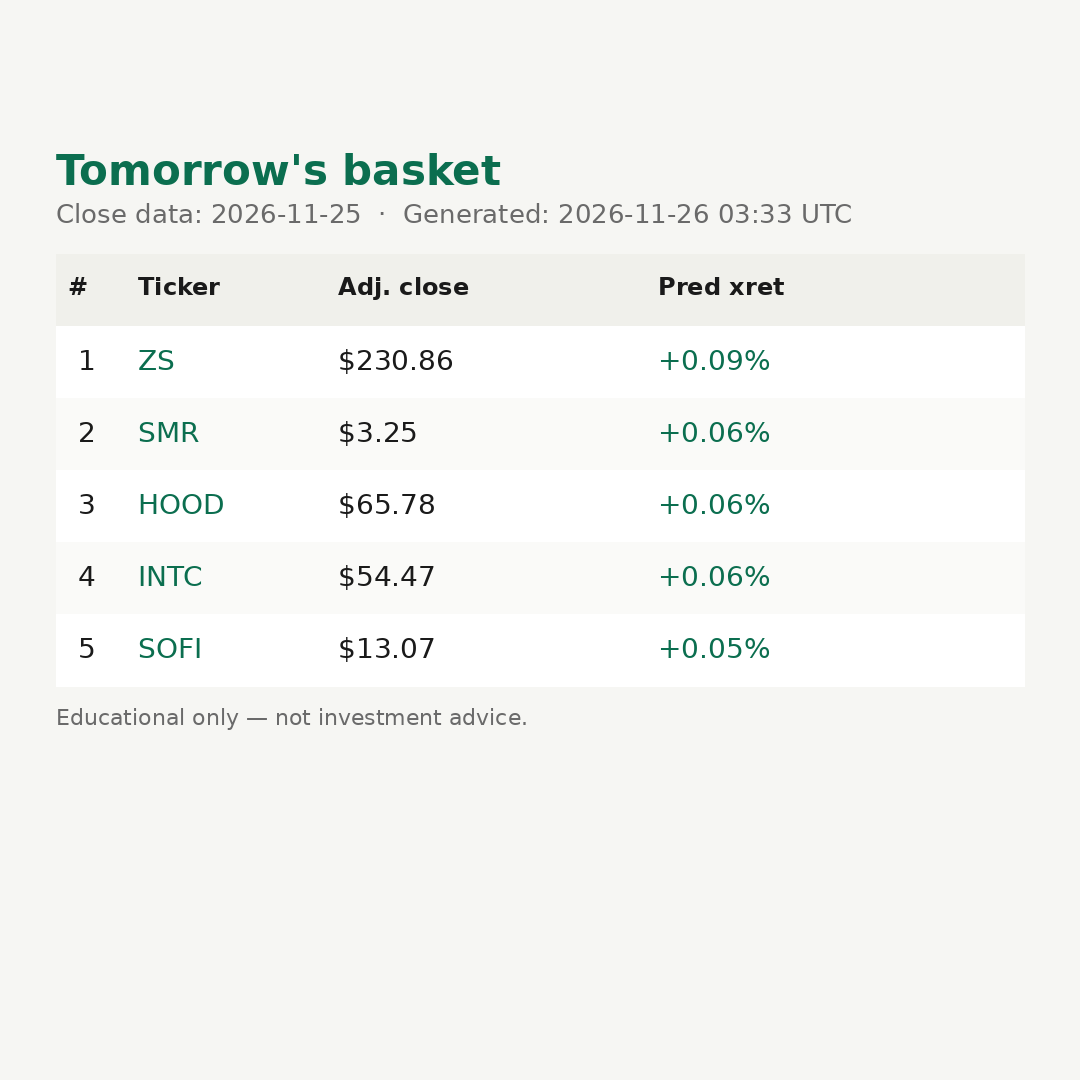 Tomorrow's basket
Close data: 2026-11-25 · Generated: 2026-11-26 03:33 UTC
# Ticker Adj. close Pred xret
1 ZS $230.86 +0.09%
2 SMR $3.25 +0.06%
3 HOOD $65.78 +0.06%
4 INTC $54.47 +0.06%
5 SOFI $13.07 +0.05%
Educational only — not investment advice.